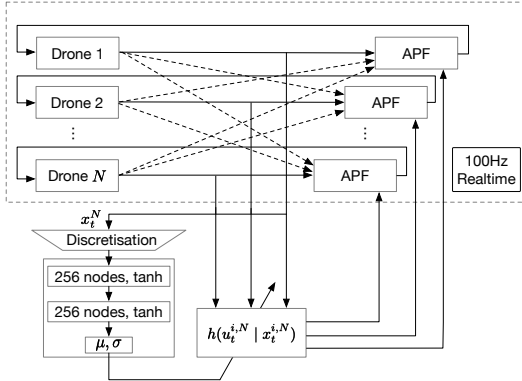 Drone 1
APF
Drone 2
APF
⋮
⋮
Drone N
APF
100Hz
Realtime
x_t^N
Discretisation
256 nodes, tanh
256 nodes, tanh
μ, σ
h(u_t^{i,N} | x_t^{i,N})